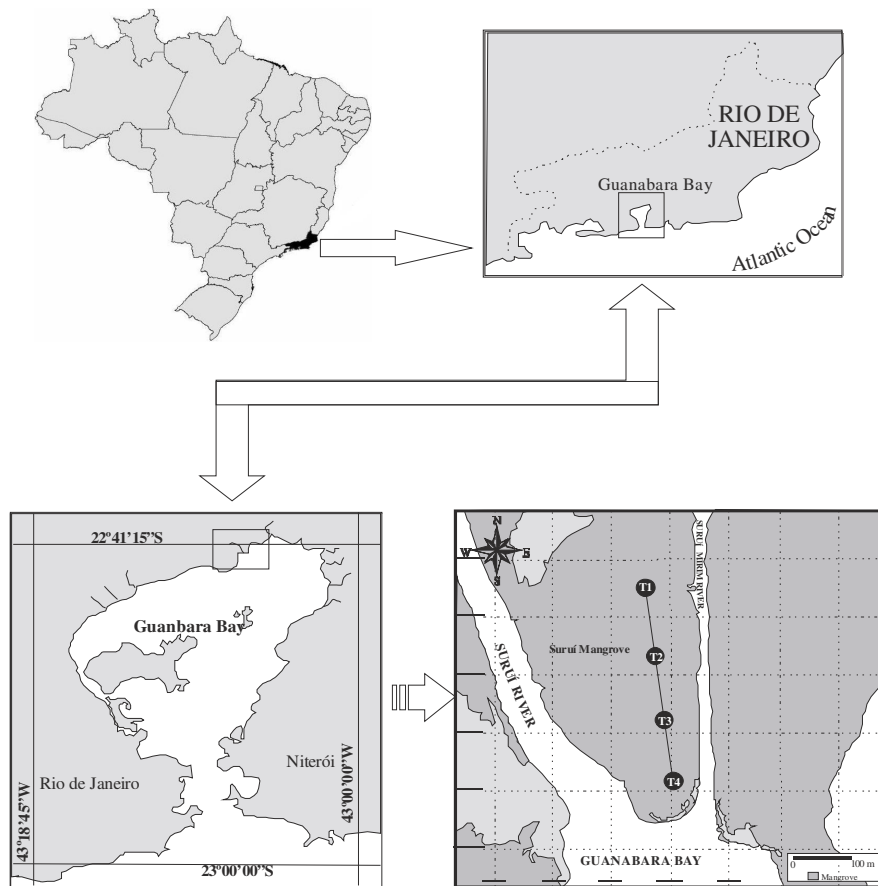 RIO DE
JANEIRO
Guanabara Bay
Atlantic Ocean
22º41'15"S
Guanbara Bay
Rio de Janeiro
Niterói
43º18'45"W
43º00'00"W
23º00'00"S
N
W
E
S
SURUÍ MIRIM RIVER
T1
Suruí Mangrove
T2
SURUÍ RIVER
T3
T4
GUANABARA BAY
0
100 m
Mangrove